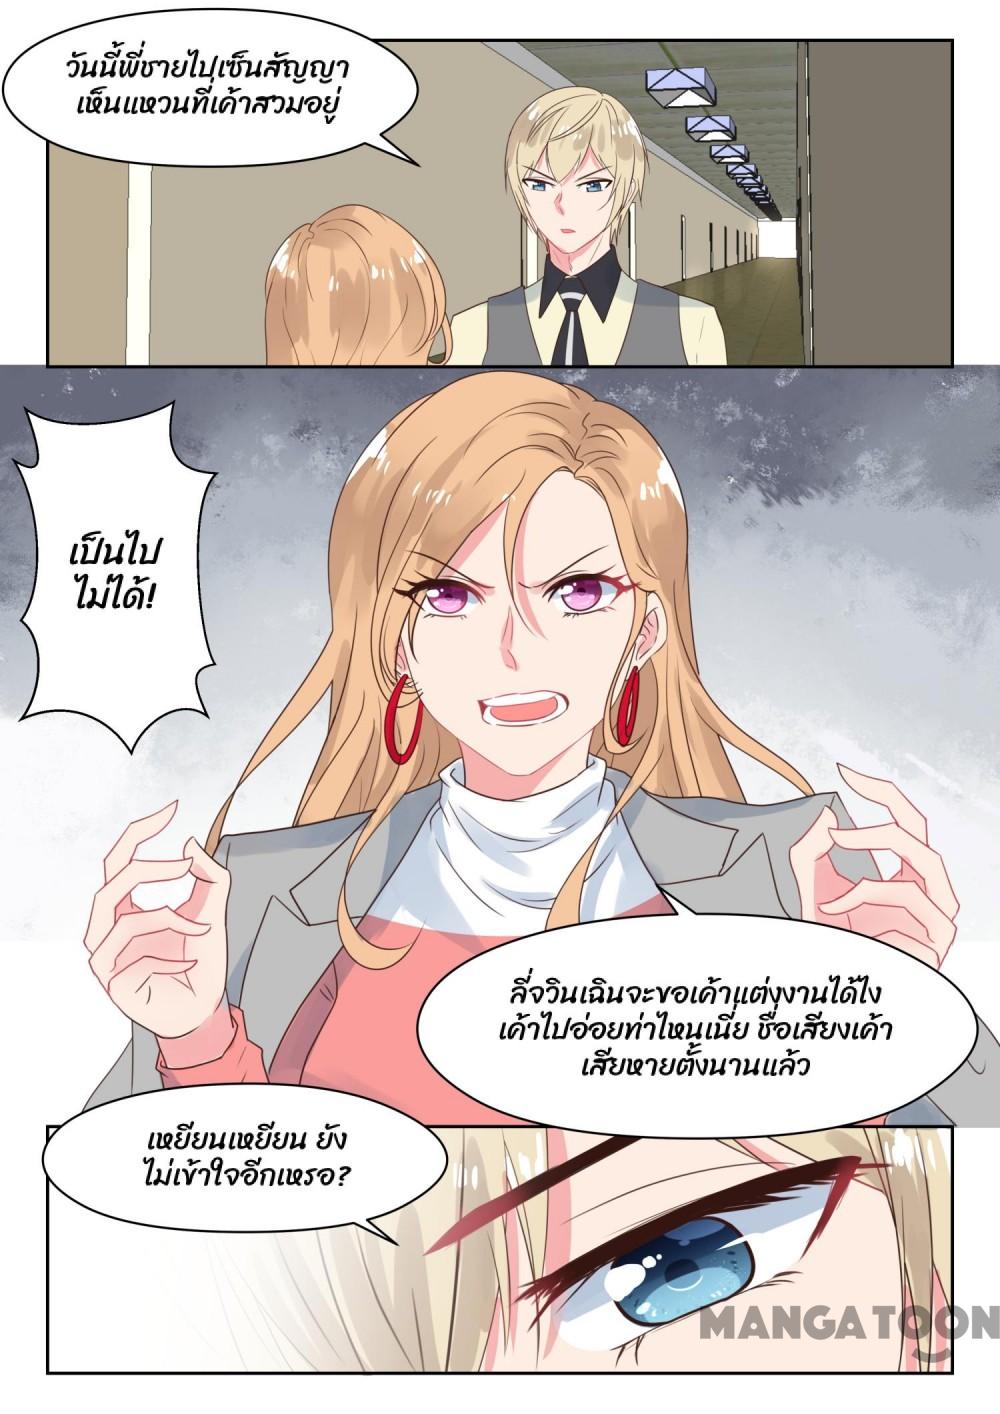 วันนี้พี่ชายไปเซ็นสัญญา
เห็นแหวนที่เค้าสวมอยู่
เป็นไป
ไม่ได้!
ลี่จวินเฉินจะขอเค้าแต่งงานได้ไง
เค้าไปอ่อยท่าไหนเนี่ย ชื่อเสียงเค้า
เสียหายตั้งนานแล้ว
เหยียนเหยียน ยัง
ไม่เข้าใจอีกเหรอ?
MANGATOON